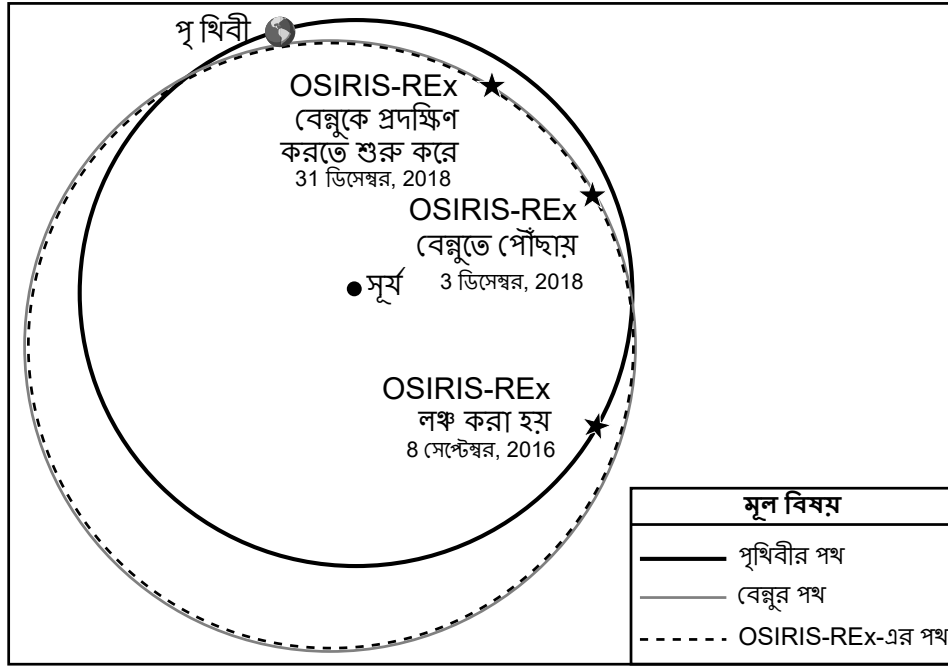 পৃথিবী
OSIRIS-REx
বেন্নুকে প্রদক্ষিণ
করতে শুরু করে
31 ডিসেম্বর, 2018
OSIRIS-REx
বেন্নুতে পৌঁছায়
3 ডিসেম্বর, 2018
সূর্য
OSIRIS-REx
লঞ্চ করা হয়
8 সেপ্টেম্বর, 2016
মূল বিষয়
পৃথিবীর পথ
বেন্নুর পথ
OSIRIS-REx-এর পথ